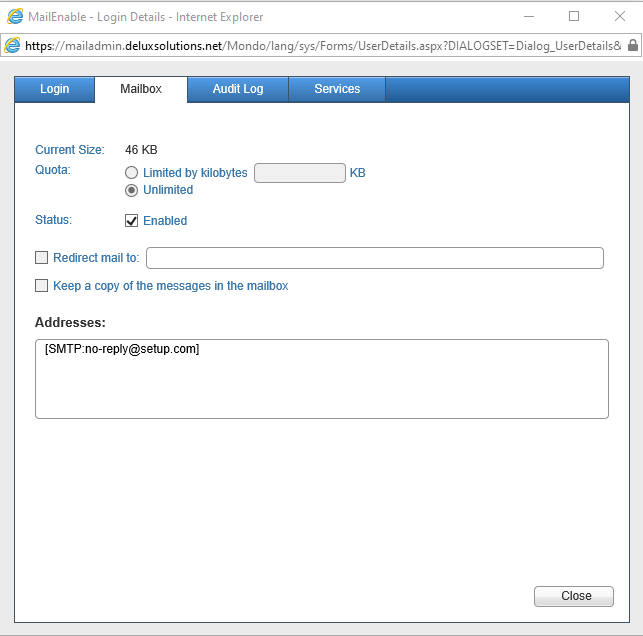 MailEnable - Login Details - Internet Explorer
https://mailadmin.deluxsolutions.net/Mondo/lang/sys/Forms/UserDetails.aspx?DIALOGSET=Dialog_UserDetails&
Login Mailbox Audit Log Services
Current Size: 46 KB
Quota: Limited by kilobytes KB
Unlimited
Status: Enabled
Redirect mail to:
Keep a copy of the messages in the mailbox
Addresses:
[SMTP:no-reply@setup.com]
Close